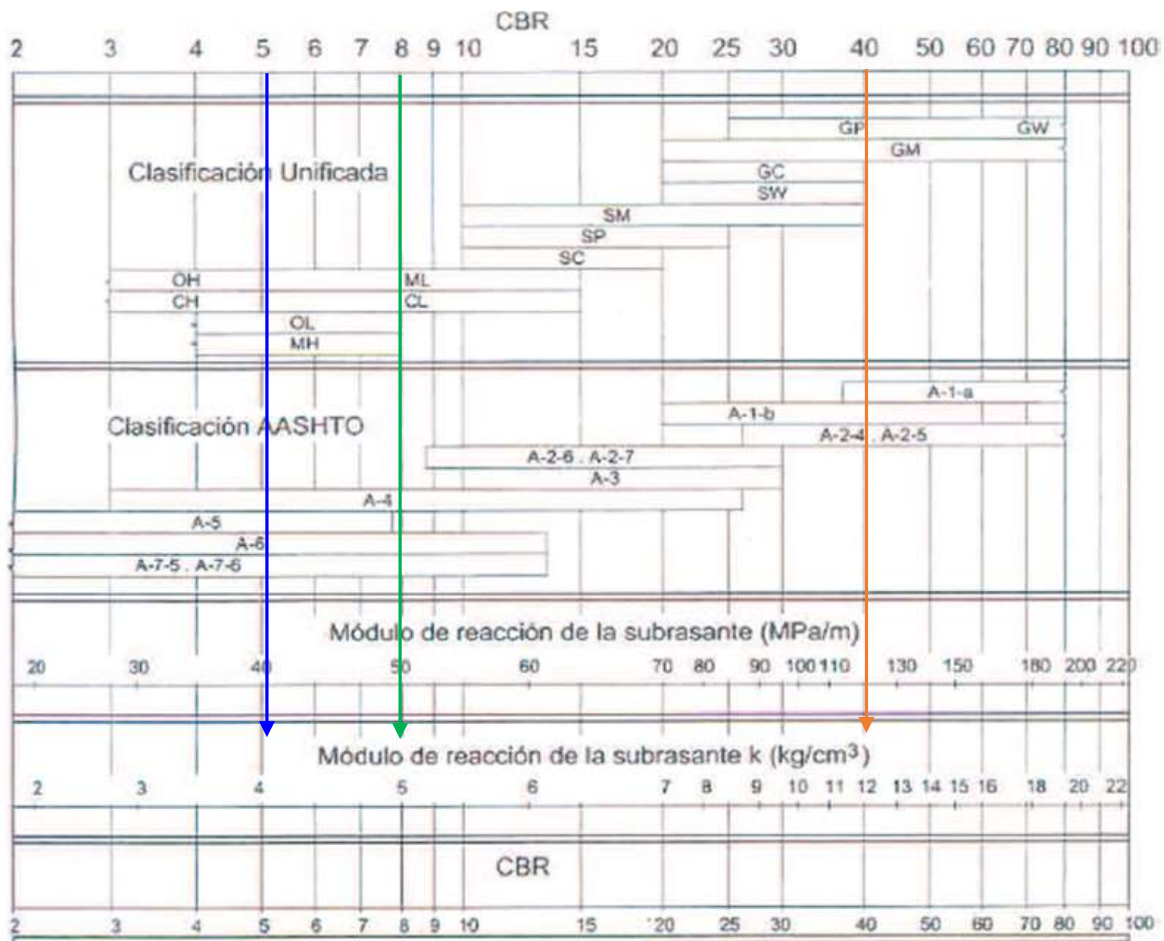 CBR
2 3 4 5 6 7 8 9 10 15 20 25 30 40 50 60 70 80 90 100
GP GW
GM
Clasificación Unificada
GC
SW
SM
SP
SC
OH ML
CH CL
OL
MH
A-1-a
A-1-b
Clasificación AASHTO
A-2-4 . A-2-5
A-2-6 . A-2-7
A-3
A-4
A-5
A-6
A-7-5 . A-7-6
Módulo de reacción de la subrasante (MPa/m)
20 30 40 50 60 70 80 90 100 110 130 150 180 200 220
Módulo de reacción de la subrasante k (kg/cm³)
2 3 4 5 6 7 8 9 10 11 12 13 14 15 16 18 20 22
CBR
2 3 4 5 6 7 8 9 10 15 20 25 30 40 50 60 70 80 90 100